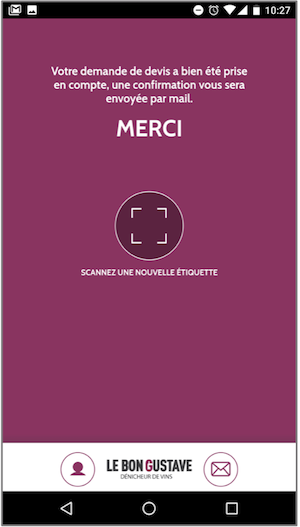 10:27
Votre demande de devis a bien été prise
en compte, une confirmation vous sera
envoyée par mail.
MERCI
SCANNEZ UNE NOUVELLE ÉTIQUETTE
LE BON GUSTAVE
DÉNICHEUR DE VINS